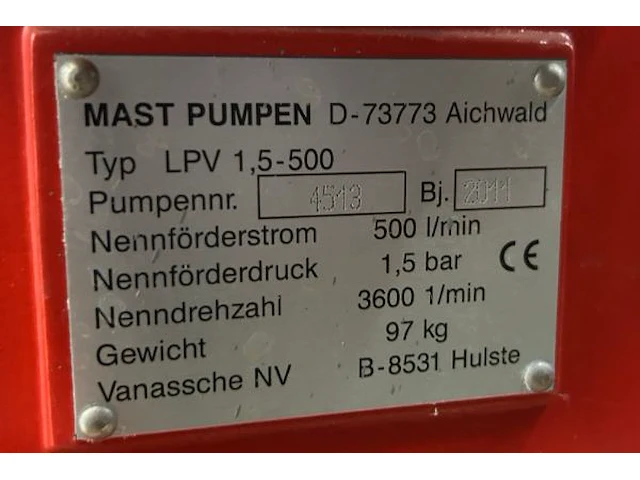 MAST PUMPEN D-73773 Aichwald
Typ LPV 1,5-500
Pumpennr. 4513 Bj. 2011
Nennförderstrom 500 l/min
Nennförderdruck 1,5 bar CE
Nenndrehzahl 3600 1/min
Gewicht 97 kg
Vanassche NV B-8531 Hulste